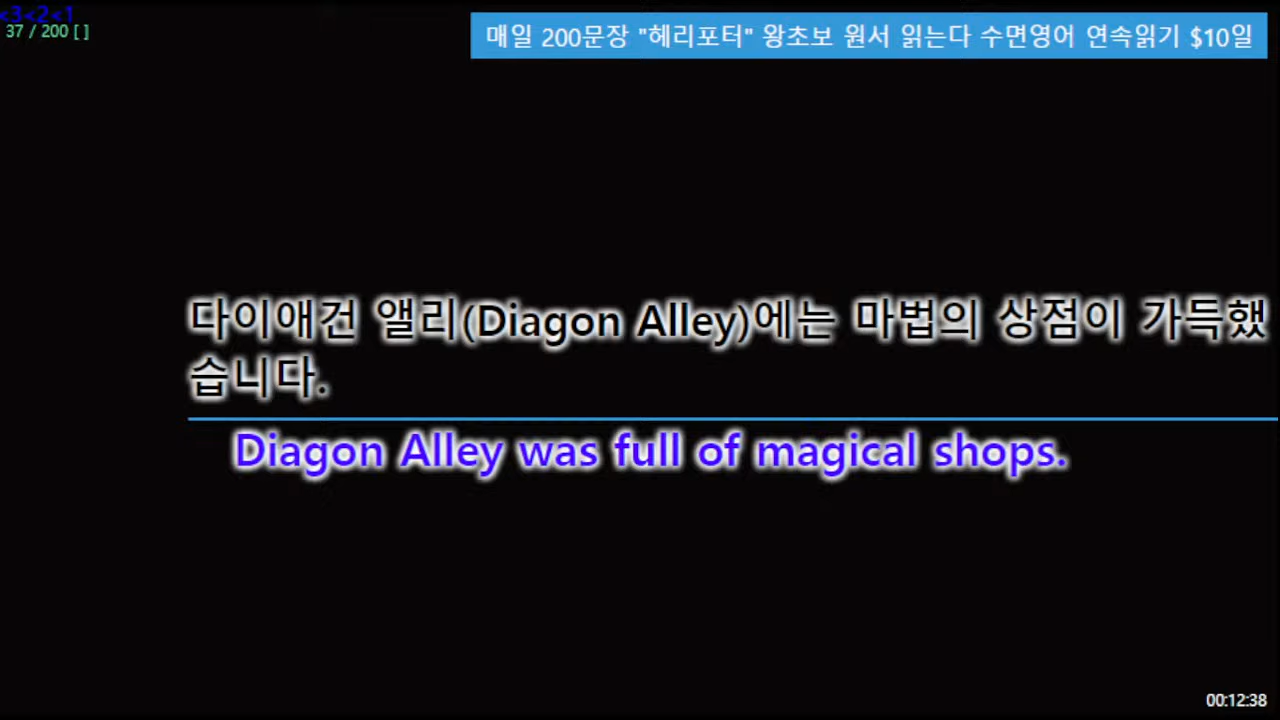 <3<2<1
37 / 200 [ ]
매일 200문장 "헤리포터" 왕초보 원서 읽는다 수면영어 연속읽기 $10일
다이애건 앨리(Diagon Alley)에는 마법의 상점이 가득했
습니다.
Diagon Alley was full of magical shops.
00:12:38